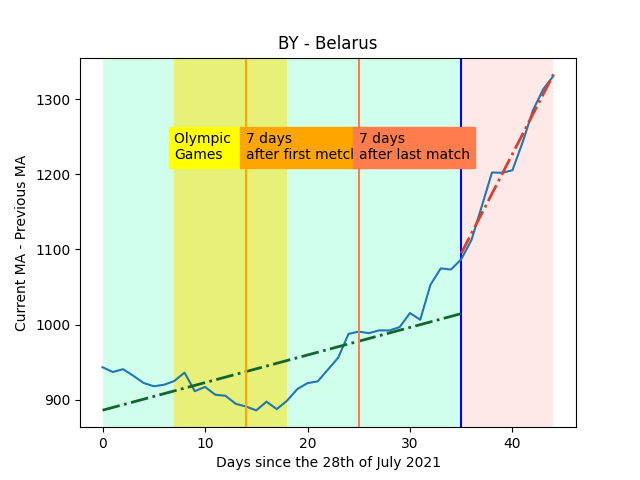 BY - Belarus
Current MA - Previous MA
1300
1200
1100
1000
900
Olympic
Games
7 days
after first metch
7 days
after last match
0
10
20
30
40
Days since the 28th of July 2021